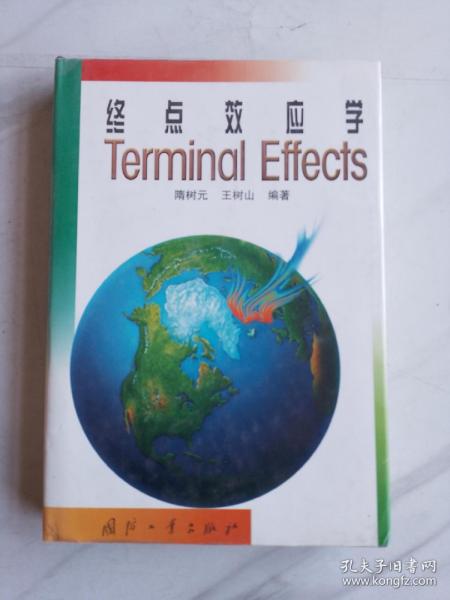 终点效应学
Terminal Effects
隋树元 王树山 编著
国防工业出版社
孔夫子旧书网
www.kongfz.com